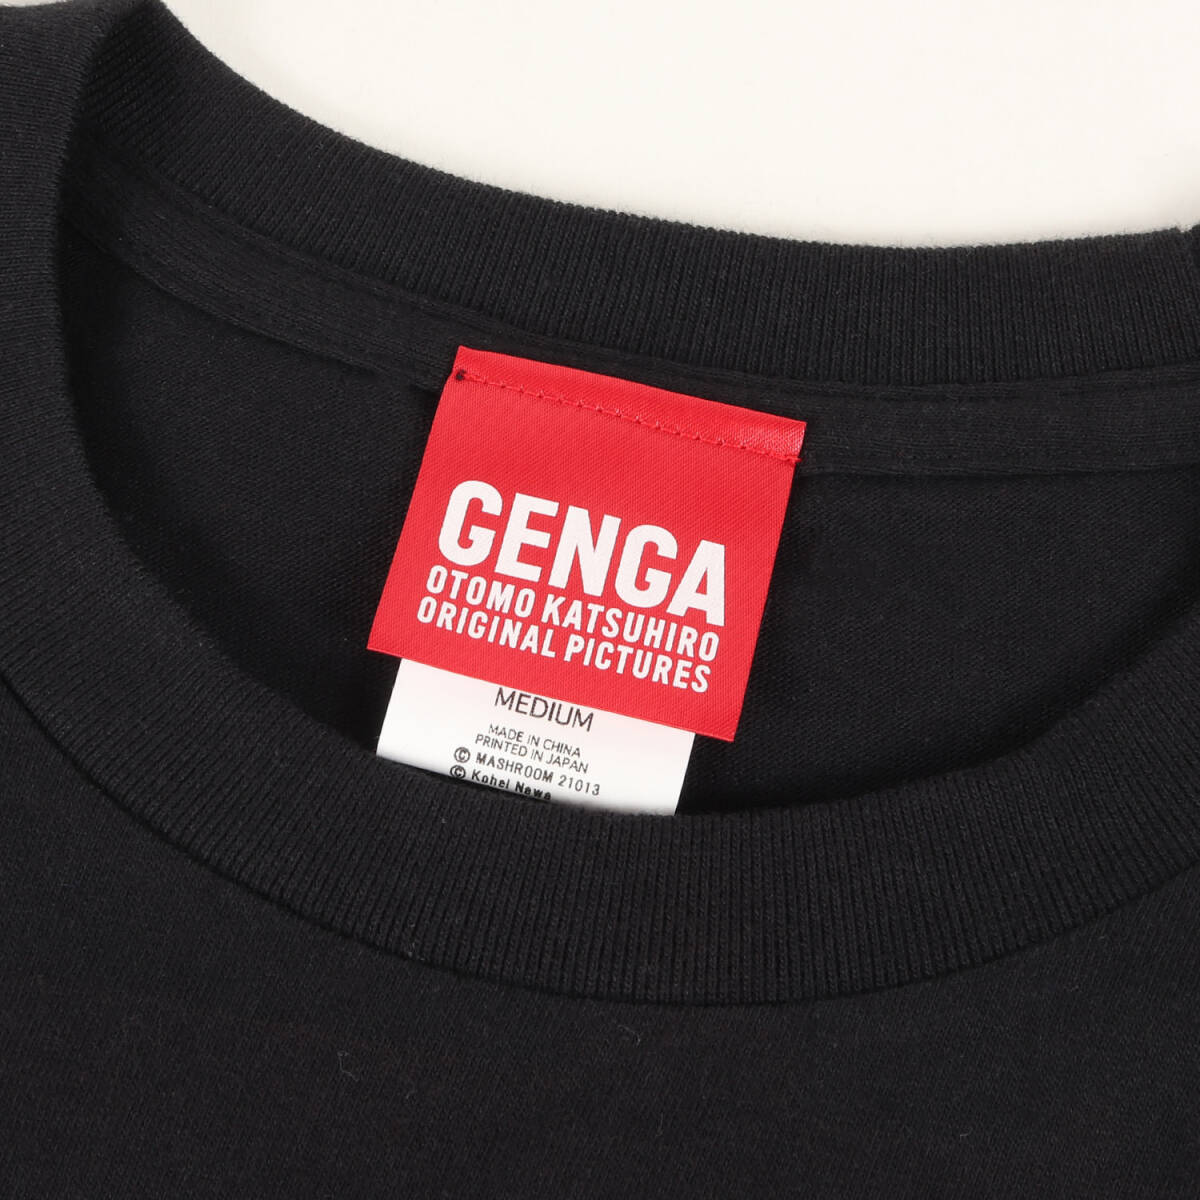 GENGA
OTOMO KATSUHIRO
ORIGINAL PICTURES
MEDIUM
MADE IN CHINA
PRINTED IN JAPAN
© MASHROOM 21013
© Kohei Nawa